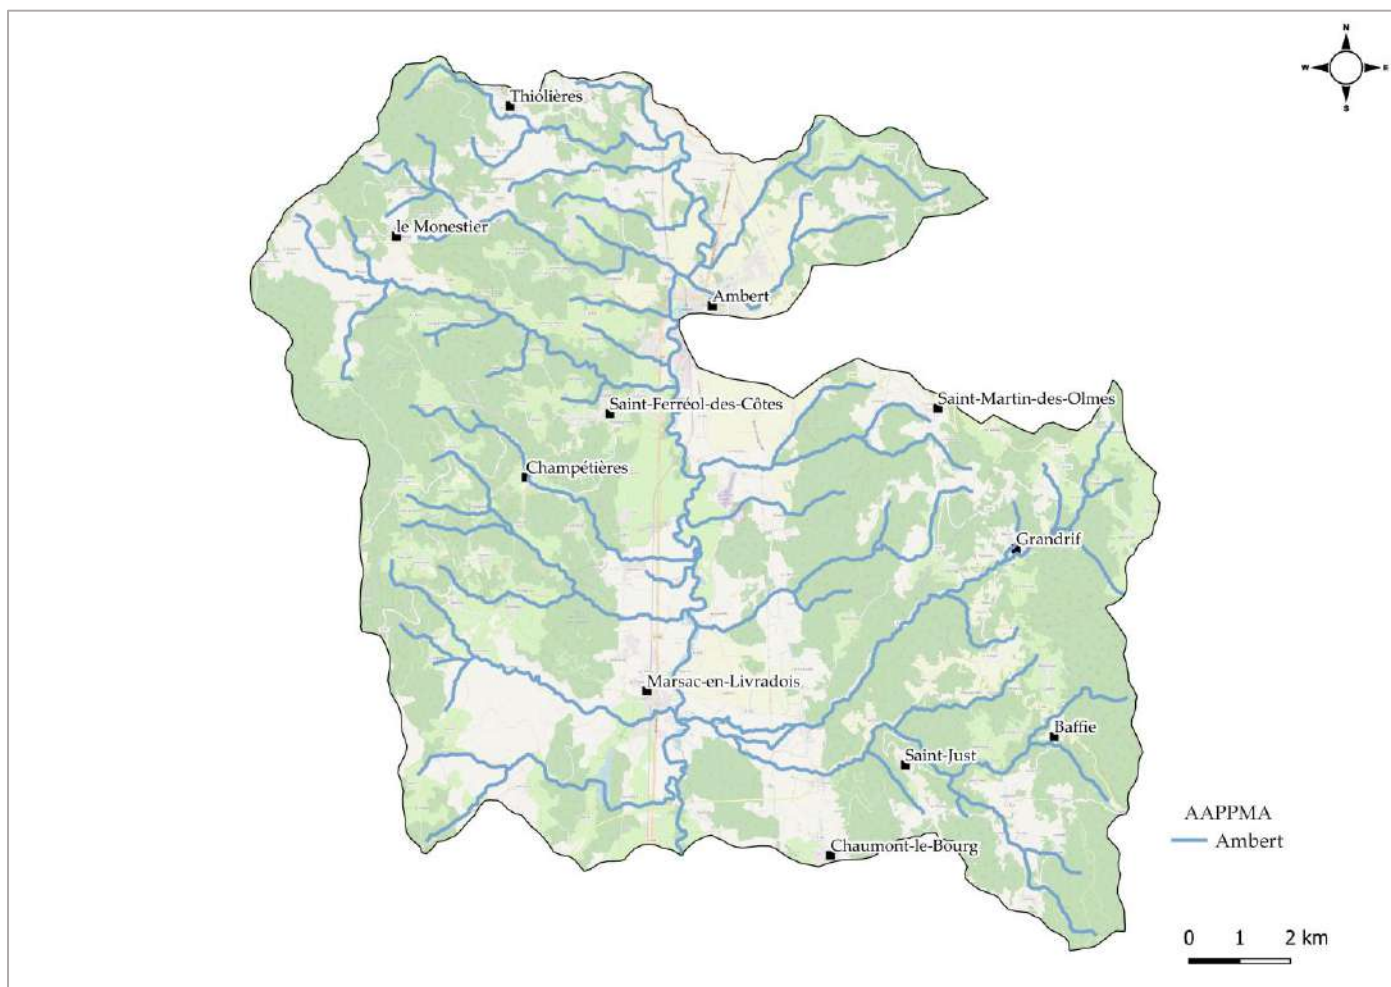 N
W E
S
Thiolières
le Monestier
Ambert
Saint-Ferréol-des-Côtes
Saint-Martin-des-Olmes
Champétières
Grandrif
Marsac-en-Livradois
Baffie
Saint-Just
Chaumont-le-Bourg
AAPPMA
Ambert
0 1 2 km